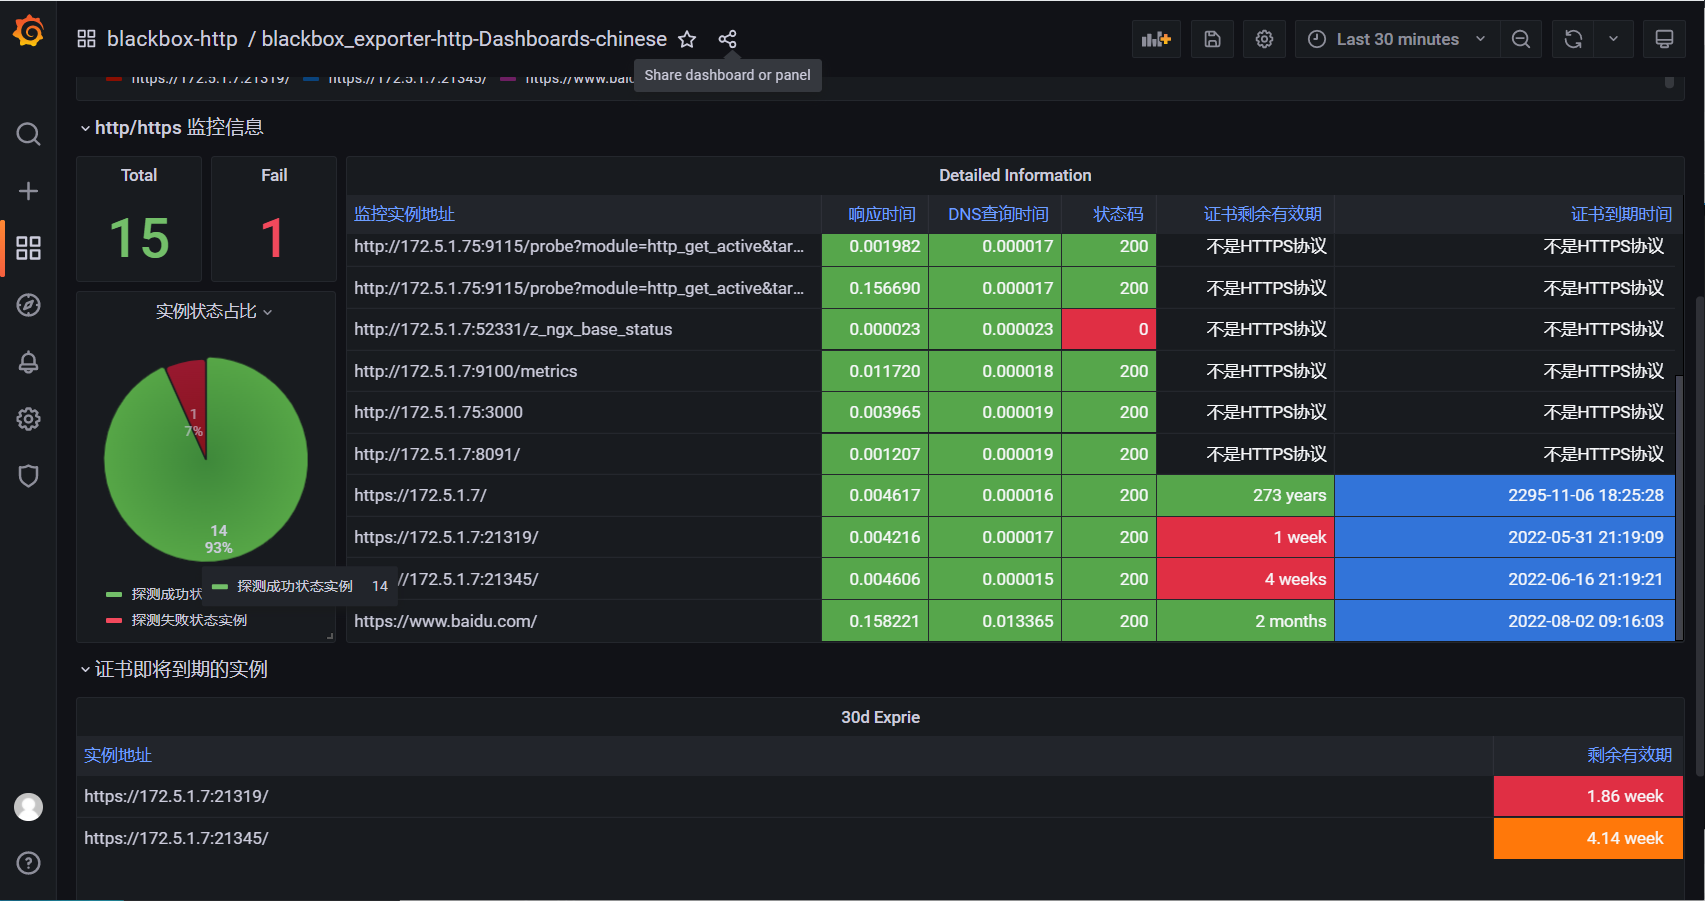 blackbox-http / blackbox_exporter-http-Dashboards-chinese
Last 30 minutes
Share dashboard or panel
https://172.5.1.7:21319/ https://172.5.1.7:21345/
http/https 监控信息
Total
15
Fail
1
实例状态占比
1
7%
14
93%
探测成功状
探测失败状态实例
探测成功状态实例 14
Detailed Information
监控实例地址 响应时间 DNS查询时间 状态码 证书剩余有效期 证书到期时间
http://172.5.1.75:9115/probe?module=http_get_active&tar... 0.001982 0.000017 200 不是HTTPS协议 不是HTTPS协议
http://172.5.1.75:9115/probe?module=http_get_active&tar... 0.156690 0.000017 200 不是HTTPS协议 不是HTTPS协议
http://172.5.1.7:52331/z_ngx_base_status 0.000023 0.000023 0 不是HTTPS协议 不是HTTPS协议
http://172.5.1.7:9100/metrics 0.011720 0.000018 200 不是HTTPS协议 不是HTTPS协议
http://172.5.1.75:3000 0.003965 0.000019 200 不是HTTPS协议 不是HTTPS协议
http://172.5.1.7:8091/ 0.001207 0.000019 200 不是HTTPS协议 不是HTTPS协议
https://172.5.1.7/ 0.004617 0.000016 200 273 years 2295-11-06 18:25:28
https://172.5.1.7:21319/ 0.004216 0.000017 200 1 week 2022-05-31 21:19:09
//172.5.1.7:21345/ 0.004606 0.000015 200 4 weeks 2022-06-16 21:19:21
https://www.baidu.com/ 0.158221 0.013365 200 2 months 2022-08-02 09:16:03
证书即将到期的实例
30d Exprie
实例地址 剩余有效期
https://172.5.1.7:21319/ 1.86 week
https://172.5.1.7:21345/ 4.14 week